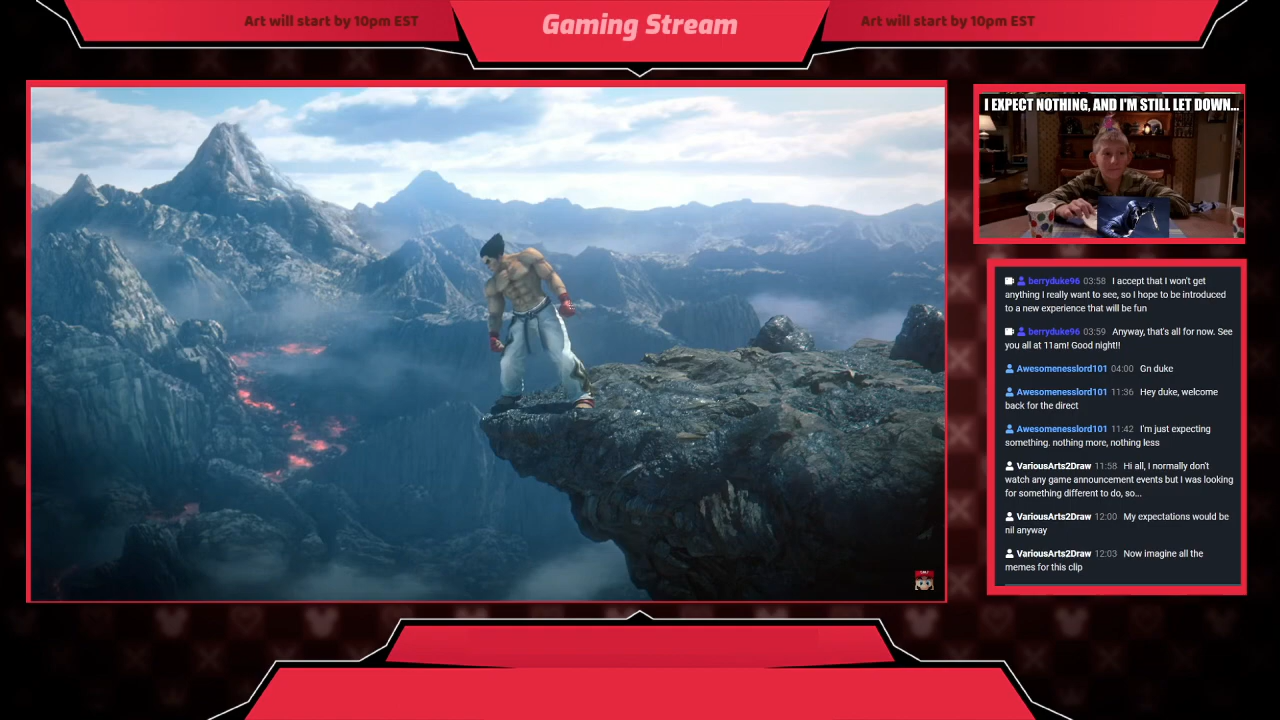 Art will start by 10pm EST
Gaming Stream
Art will start by 10pm EST
I EXPECT NOTHING, AND I'M STILL LET DOWN...
berryduke96 03:58 I accept that I won't get
anything I really want to see, so I hope to be introduced
to a new experience that will be fun
berryduke96 03:59 Anyway, that's all for now. See
you all at 11am! Good night!!
Awesomenesslord101 04:00 Gn duke
Awesomenesslord101 11:36 Hey duke, welcome
back for the direct
Awesomenesslord101 11:42 I'm just expecting
something. nothing more, nothing less
VariousArts2Draw 11:58 Hi all, I normally don't
watch any game announcement events but I was looking
for something different to do, so...
VariousArts2Draw 12:00 My expectations would be
nil anyway
VariousArts2Draw 12:03 Now imagine all the
memes for this clip